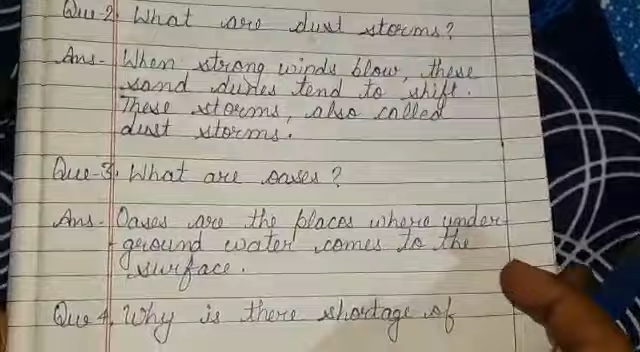 Que-2. What are dust storms?
Ans- When strong winds blow, these
sand dunes tend to shift.
These storms, also called
dust storms.
Que-3. What are oases?
Ans- Oases are the places where under-
ground water comes to the
surface.
Que 4. Why is there shortage of